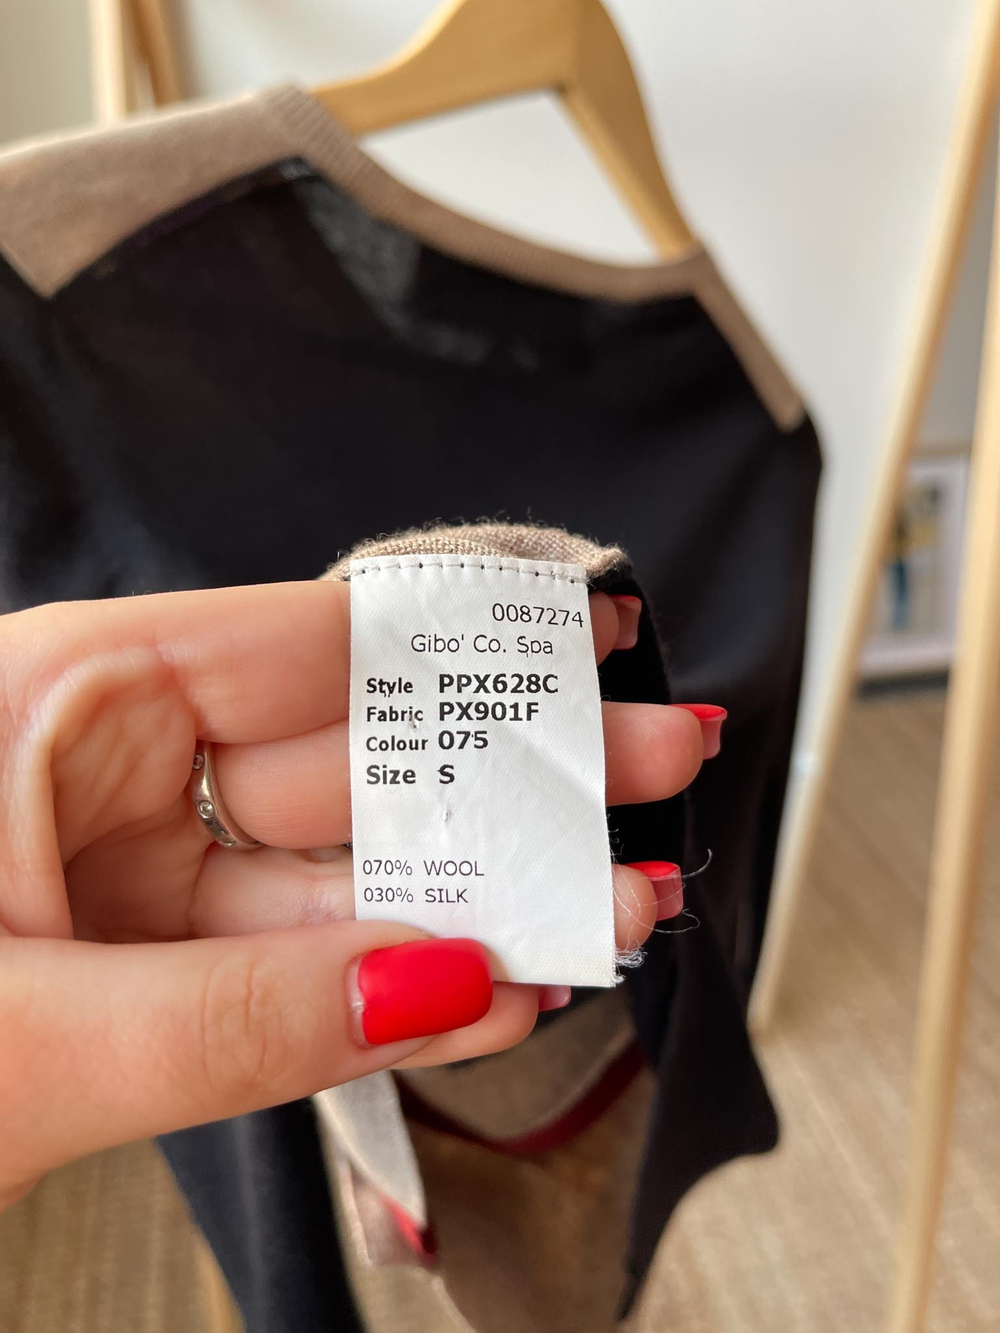 0087274
Gibo' Co. Spa
Style PPX628C
Fabric PX901F
Colour 075
Size S
070% WOOL
030% SILK